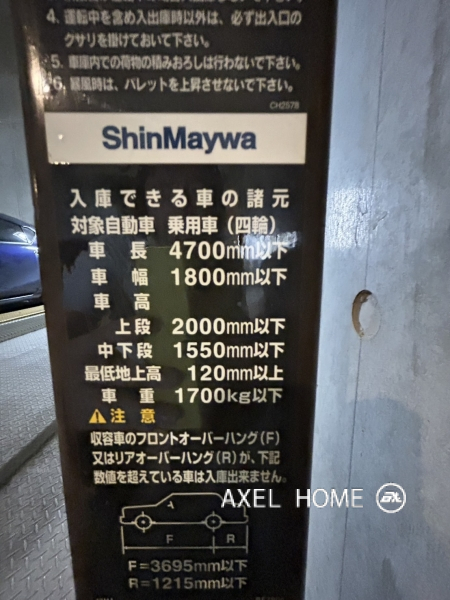 4. 運転中を含め入出庫時以外は、必ず出入口の
クサリを掛けておいて下さい。
5. 車庫内での荷物の積みおろしは行わないで下さい。
6. 暴風時は、パレットを上昇させないで下さい。
CH2578
ShinMaywa
入庫できる車の諸元
対象自動車 乗用車（四輪）
車長 4700mm以下
車幅 1800mm以下
車高
上段 2000mm以下
中下段 1550mm以下
最低地上高 120mm以上
車重 1700kg以下
注意
収容車のフロントオーバーハング(F)
又はリアオーバーハング(R)が、下記
数値を超えている車は入庫出来ません。
F R
F=3695mm以下
R=1215mm以下
AXEL HOME